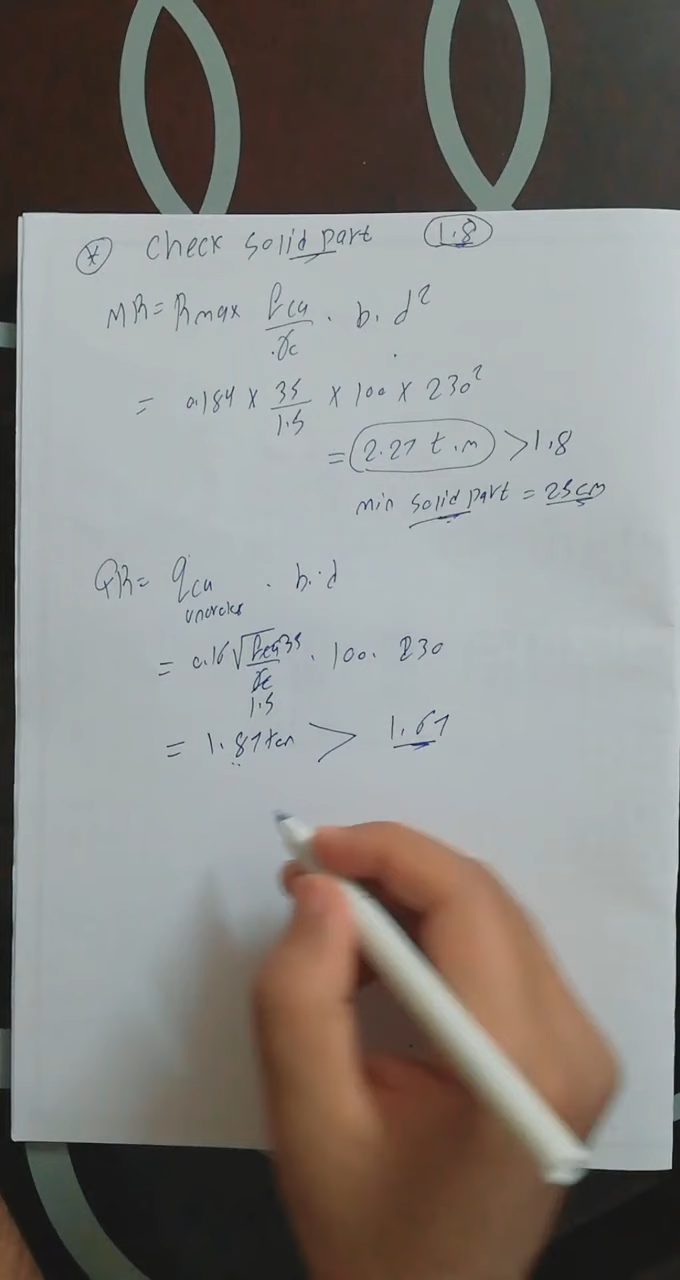 * Check Solid Part 1.8
MR = Rmax fcu/γc . b . d²
= 0.184 x 35/1.5 x 100 x 230²
= 2.27 t.m > 1.8
min Solid Part = 25 cm
QR = qcu . b . d
= 0.16 √fcu 35/γc 1.5 . 100 . 230
= 1.87 ton > 1.67